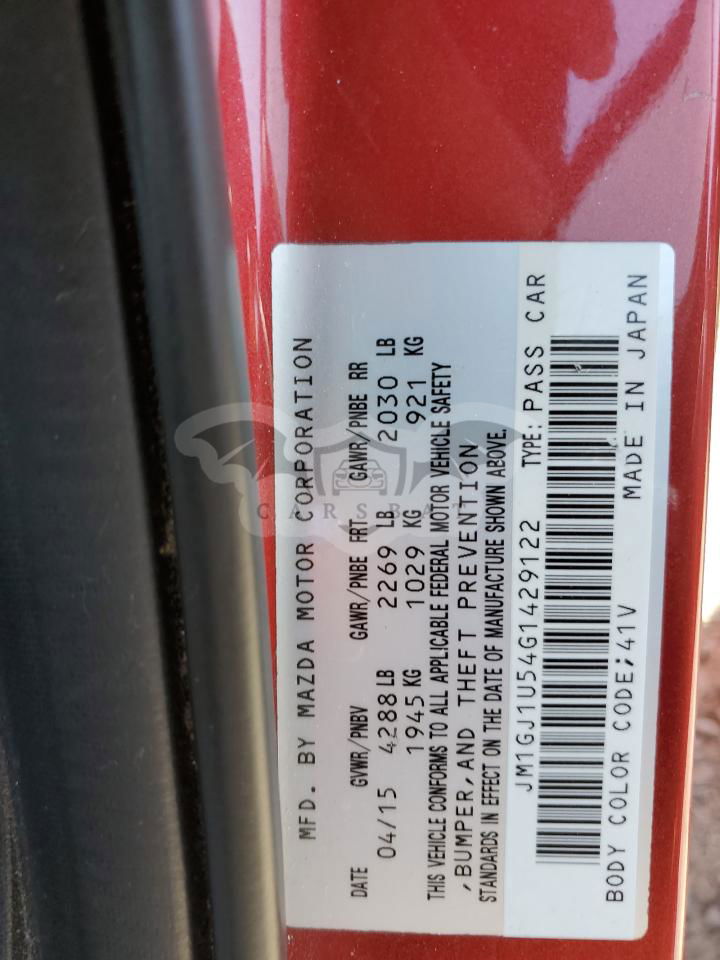 MFD. BY MAZDA MOTOR CORPORATION
DATE GVWR/PNBV GAWR/PNBE FRT GAWR/PNBE RR
04/15 4288 LB 2269 LB 2030 LB
1945 KG 1029 KG 921 KG
THIS VEHICLE CONFORMS TO ALL APPLICABLE FEDERAL MOTOR VEHICLE SAFETY
,BUMPER,AND THEFT PREVENTION
STANDARDS IN EFFECT ON THE DATE OF MANUFACTURE SHOWN ABOVE.
JM1GJ1U54G1429122 TYPE: PASS CAR
BODY COLOR CODE;41V MADE IN JAPAN
CARSBAT